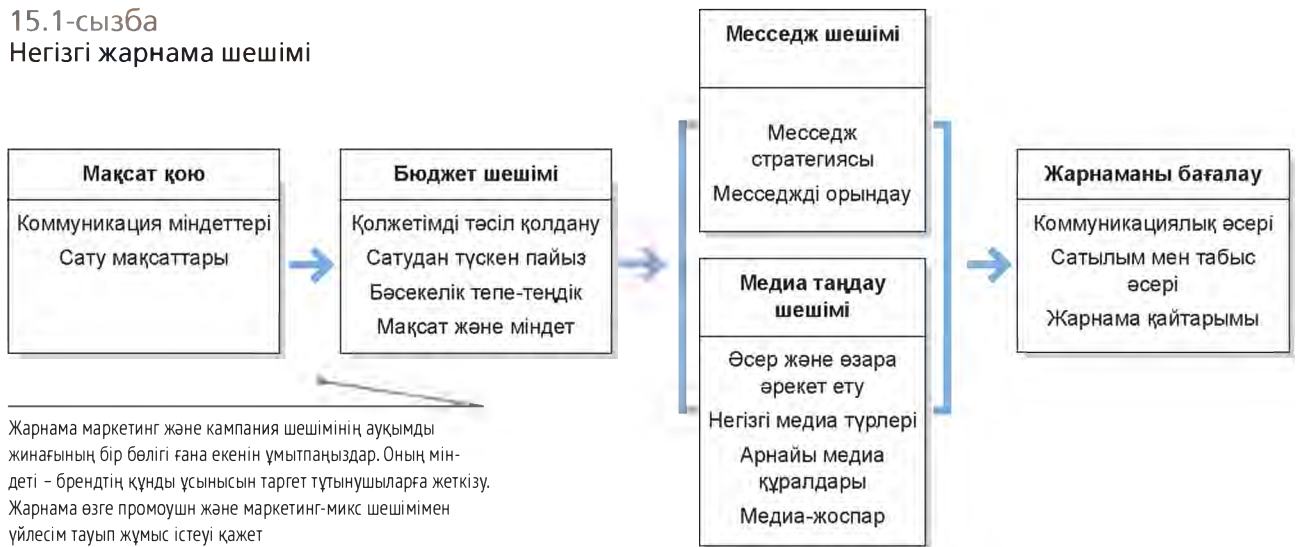 15.1-сызба
Негізгі жарнама шешімі
Мақсат қою
Коммуникация міндеттері
Сату мақсаттары
Бюджет шешімі
Қолжетімді тәсіл қолдану
Сатудан түскен пайыз
Бәсекелік тепе-теңдік
Мақсат және міндет
Месседж шешімі
Месседж
стратегиясы
Месседжді орындау
Медиа таңдау
шешімі
Әсер және өзара
әрекет ету
Негізгі медиа түрлері
Арнайы медиа
құралдары
Медиа-жоспар
Жарнаманы бағалау
Коммуникациялық әсері
Сатылым мен табыс
әсері
Жарнама қайтарымы
Жарнама маркетинг және кампания шешімінің ауқымды
жинағының бір бөлігі ғана екенін ұмытпаңыздар. Оның мін-
деті – брендтің құнды ұсынысын таргет тұтынушыларға жеткізу.
Жарнама өзге промоушн және маркетинг-микс шешімімен
үйлесім тауып жұмыс істеуі қажет